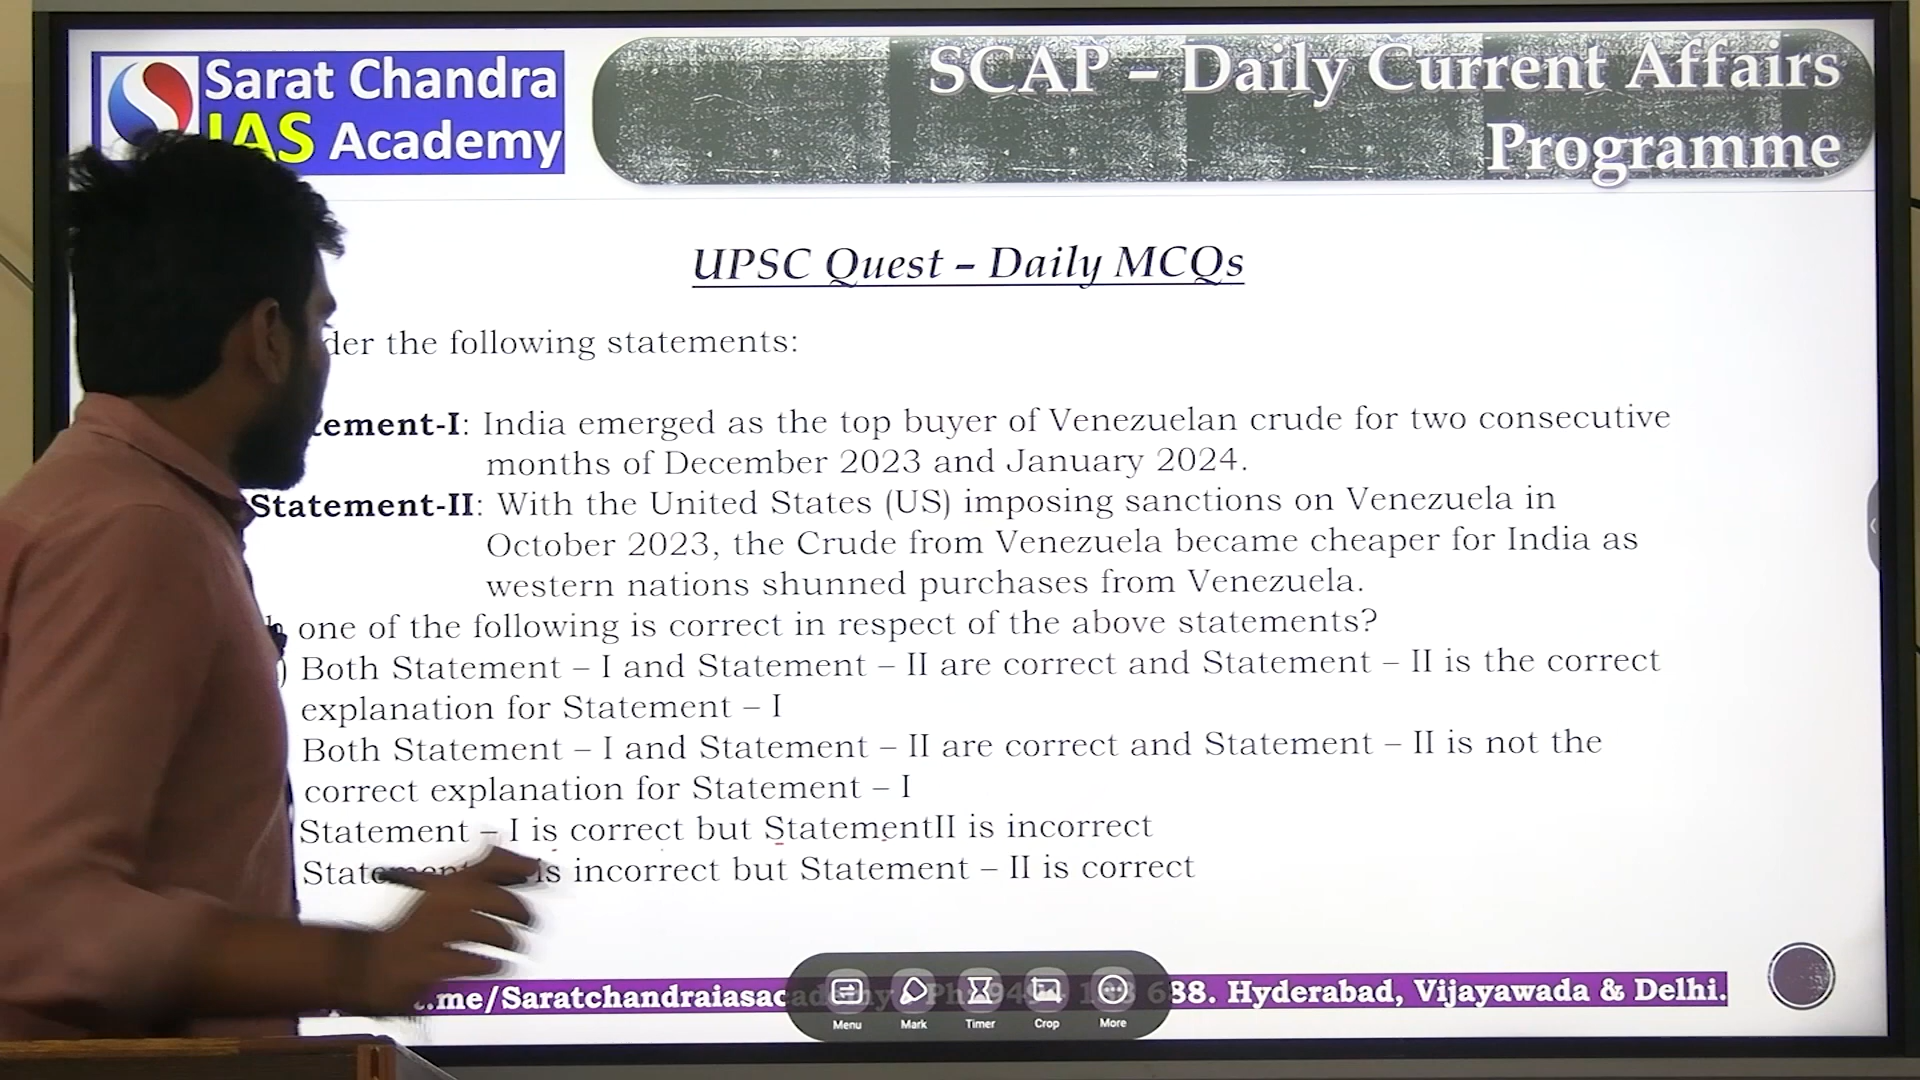 Sarat Chandra
IAS Academy
SCAP – Daily Current Affairs
Programme
UPSC Quest – Daily MCQs
the following statements:
India emerged as the top buyer of Venezuelan crude for two consecutive
months of December 2023 and January 2024.
Statement-II: With the United States (US) imposing sanctions on Venezuela in
October 2023, the Crude from Venezuela became cheaper for India as
western nations shunned purchases from Venezuela.
one of the following is correct in respect of the above statements?
Both Statement – I and Statement – II are correct and Statement – II is the correct
explanation for Statement – I
Both Statement – I and Statement – II are correct and Statement – II is not the
correct explanation for Statement – I
Statement – I is correct but StatementII is incorrect
is incorrect but Statement – II is correct
Hyderabad, Vijayawada & Delhi.
Menu
Mark
Timer
Crop
More